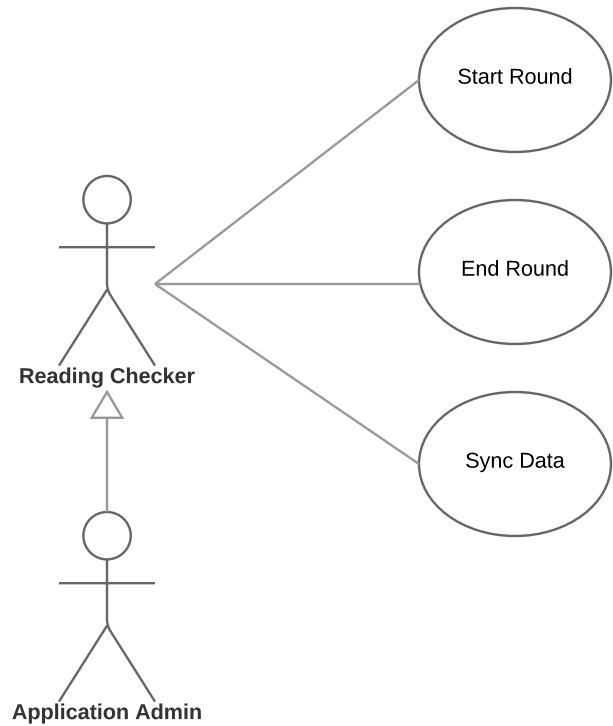 Start Round
End Round
Reading Checker
Sync Data
Application Admin